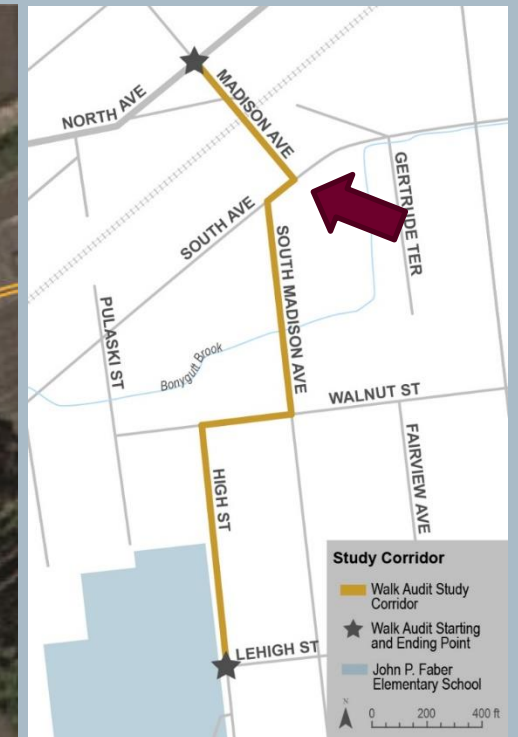 NORTH AVE
MADISON AVE
SOUTH AVE
GERTRUDE TER
SOUTH MADISON AVE
PULASKI ST
Bonygutt Brook
WALNUT ST
HIGH ST
FAIRVIEW AVE
LEHIGH ST
Study Corridor
Walk Audit Study
Corridor
Walk Audit Starting
and Ending Point
John P. Faber
Elementary School
N
0 200 400 ft